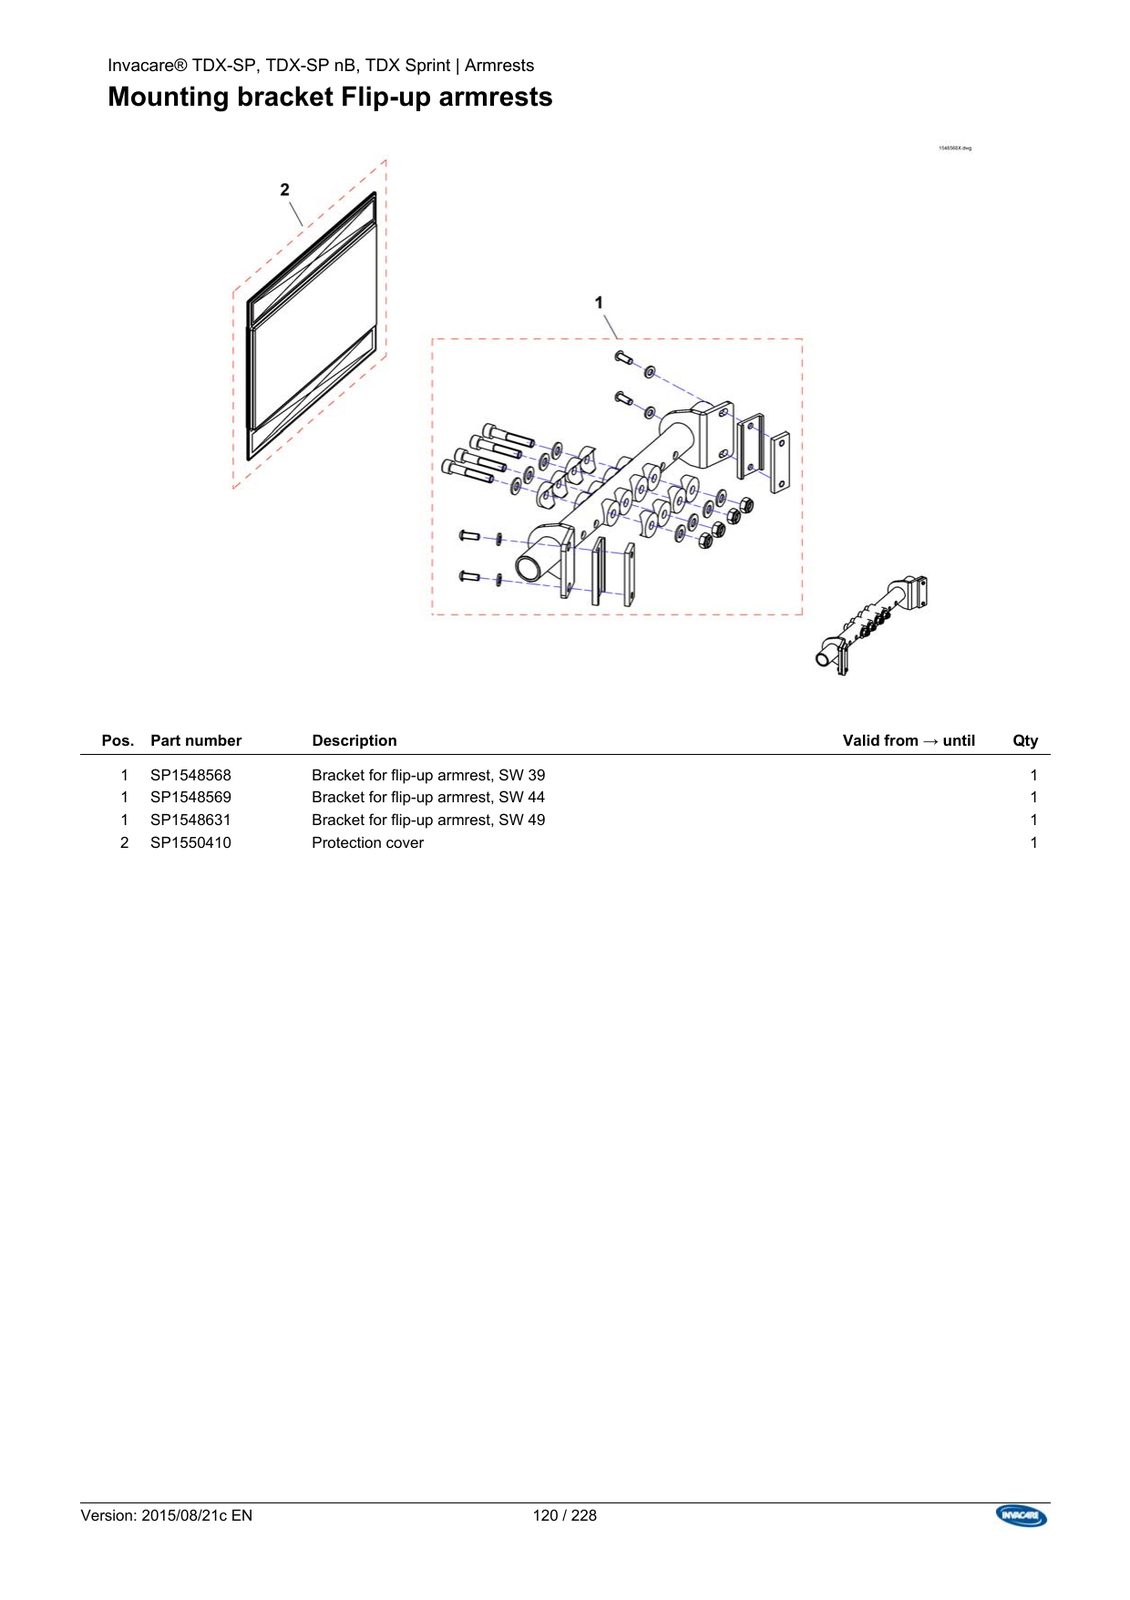 Invacare® TDX-SP, TDX-SP nB, TDX Sprint | Armrests
Mounting bracket Flip-up armrests
1548568X.dwg
2
1
Pos. Part number Description Valid from → until Qty
1 SP1548568 Bracket for flip-up armrest, SW 39 1
1 SP1548569 Bracket for flip-up armrest, SW 44 1
1 SP1548631 Bracket for flip-up armrest, SW 49 1
2 SP1550410 Protection cover 1
Version: 2015/08/21c EN 120 / 228
INVACARE